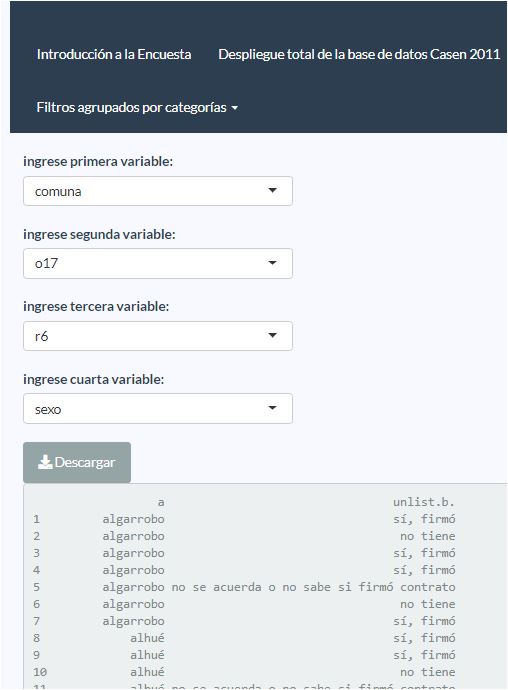 Introducción a la Encuesta Despliegue total de la base de datos Casen 2011
Filtros agrupados por categorías
ingrese primera variable:
comuna
ingrese segunda variable:
o17
ingrese tercera variable:
r6
ingrese cuarta variable:
sexo
Descargar
a unlist.b.
1 algarrobo sí, firmó
2 algarrobo no tiene
3 algarrobo sí, firmó
4 algarrobo sí, firmó
5 algarrobo no se acuerda o no sabe si firmó contrato
6 algarrobo no tiene
7 algarrobo sí, firmó
8 alhué sí, firmó
9 alhué sí, firmó
10 alhué no tiene
11 alhué no se acuerda o no sabe si firmó contrato